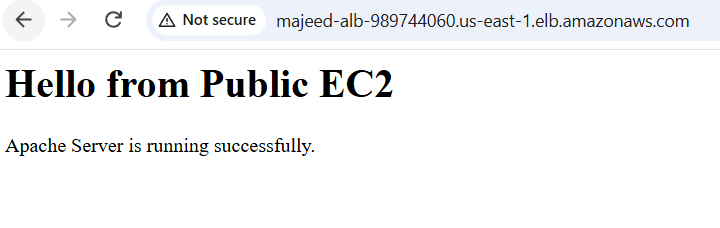 Not secure majeed-alb-989744060.us-east-1.elb.amazonaws.com
Hello from Public EC2
Apache Server is running successfully.